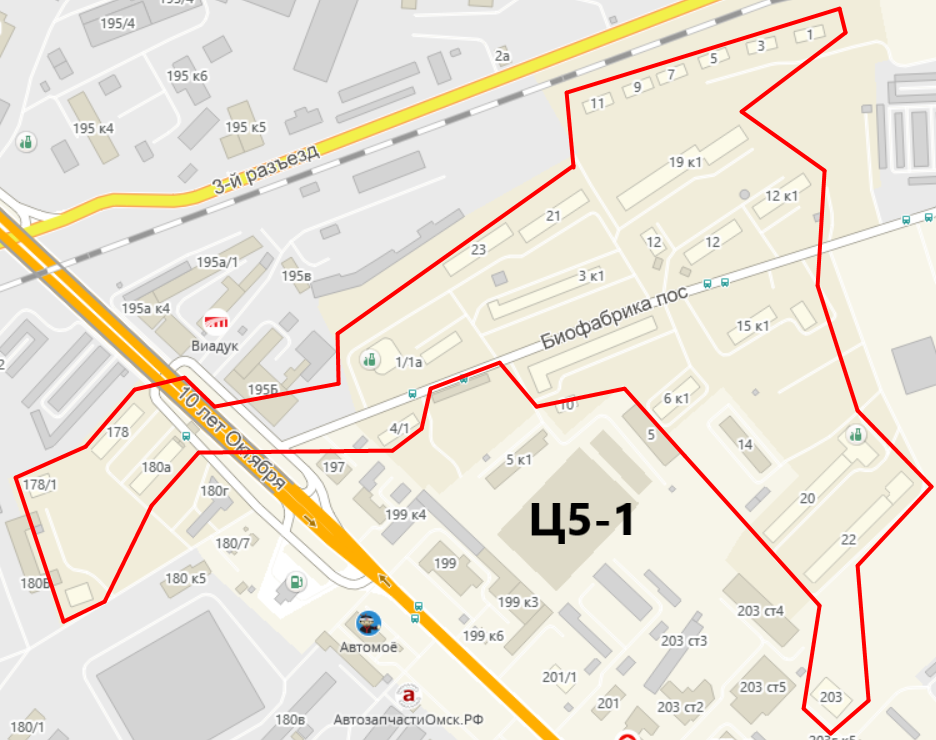 195/4
195/4
2а
195 к6
195 к4
195 к5
1
3
5
7
9
11
3-й разъезд
19 к1
12 к1
21
23
12
12
195а/1
195в
3 к1
195а к4
Виадук
Биофабрика пос
15 к1
1/1а
195Б
10 лет Октября
6 к1
10
178
4/1
5
14
180а
197
5 к1
178/1
180г
20
199 к4
Ц5-1
22
180/7
199
180В
180 к5
199 к3
203 ст4
Автомоё
199 к6
203 ст3
201/1
203 ст5
а
203
201
203 ст2
180в
АвтозапчастиОмск.РФ
180/1